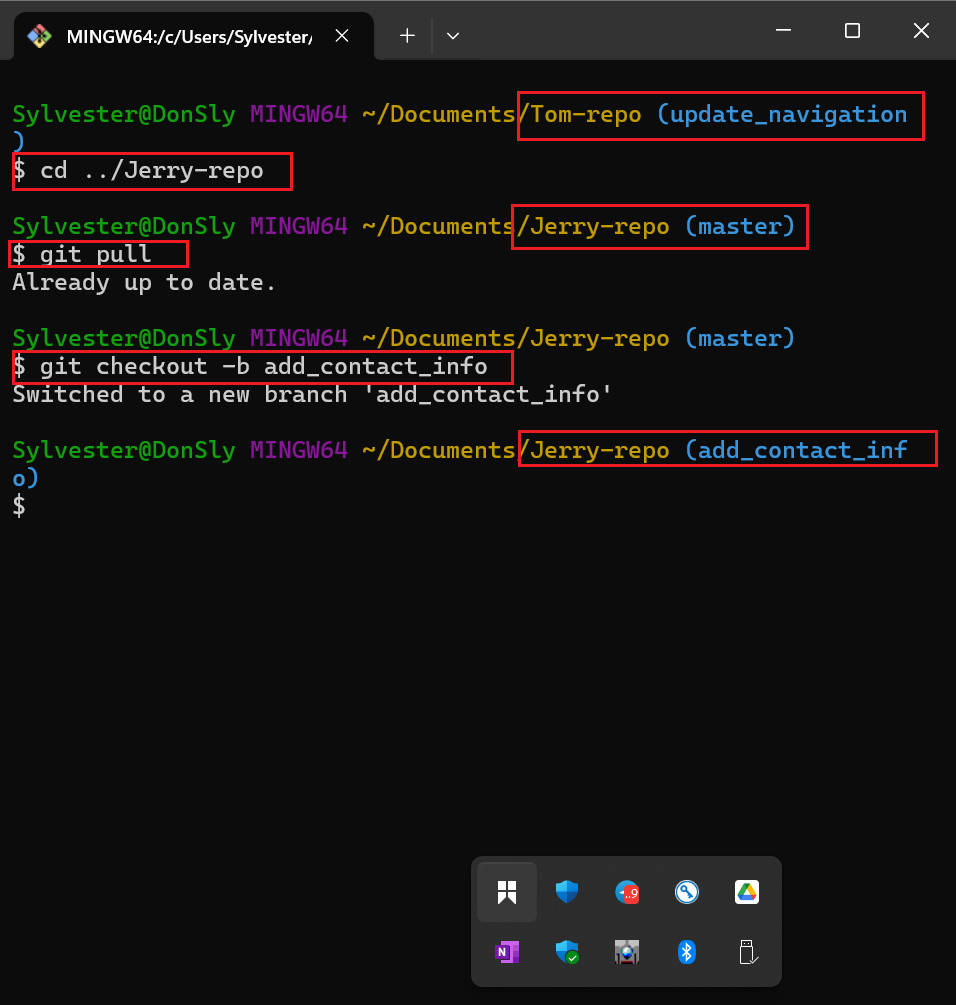 MINGW64:/c/Users/Sylvester/
Sylvester@DonSly MINGW64 ~/Documents/Tom-repo (update_navigation
)
$ cd ../Jerry-repo
Sylvester@DonSly MINGW64 ~/Documents/Jerry-repo (master)
$ git pull
Already up to date.
Sylvester@DonSly MINGW64 ~/Documents/Jerry-repo (master)
$ git checkout -b add_contact_info
Switched to a new branch 'add_contact_info'
Sylvester@DonSly MINGW64 ~/Documents/Jerry-repo (add_contact_inf
o)
$
..9
N